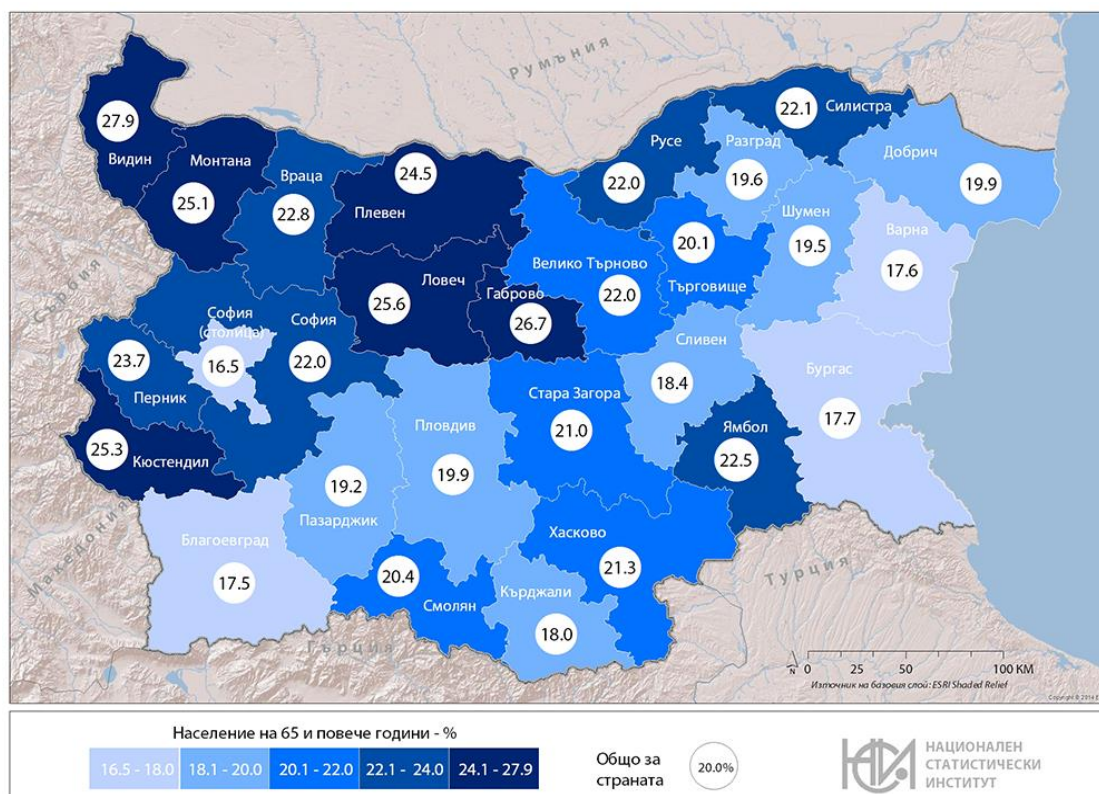 Румъния
22.1
Силистра
27.9
Видин
Монтана
25.1
Враца
22.8
24.5
Плевен
Русе
22.0
Разград
19.6
Добрич
19.9
Шумен
19.5
Варна
17.6
20.1
Търговище
Велико Търново
22.0
Ловеч
25.6
Габрово
26.7
Сърбия
София
(столица)
16.5
София
22.0
23.7
Перник
25.3
Кюстендил
Сливен
18.4
Бургас
17.7
Стара Загора
21.0
Ямбол
22.5
Пловдив
19.9
19.2
Пазарджик
Македония
Благоевград
17.5
20.4
Смолян
Хасково
21.3
Кърджали
18.0
Турция
Гърция
N
0 25 50 100 KM
Източник на базовия слой: ESRI Shaded Relief
Copyright © 2014 E
Население на 65 и повече години - %
16.5 - 18.0 18.1 - 20.0 20.1 - 22.0 22.1 - 24.0 24.1 - 27.9
Общо за
страната
20.0%
НСИ
НАЦИОНАЛЕН
СТАТИСТИЧЕСКИ
ИНСТИТУТ